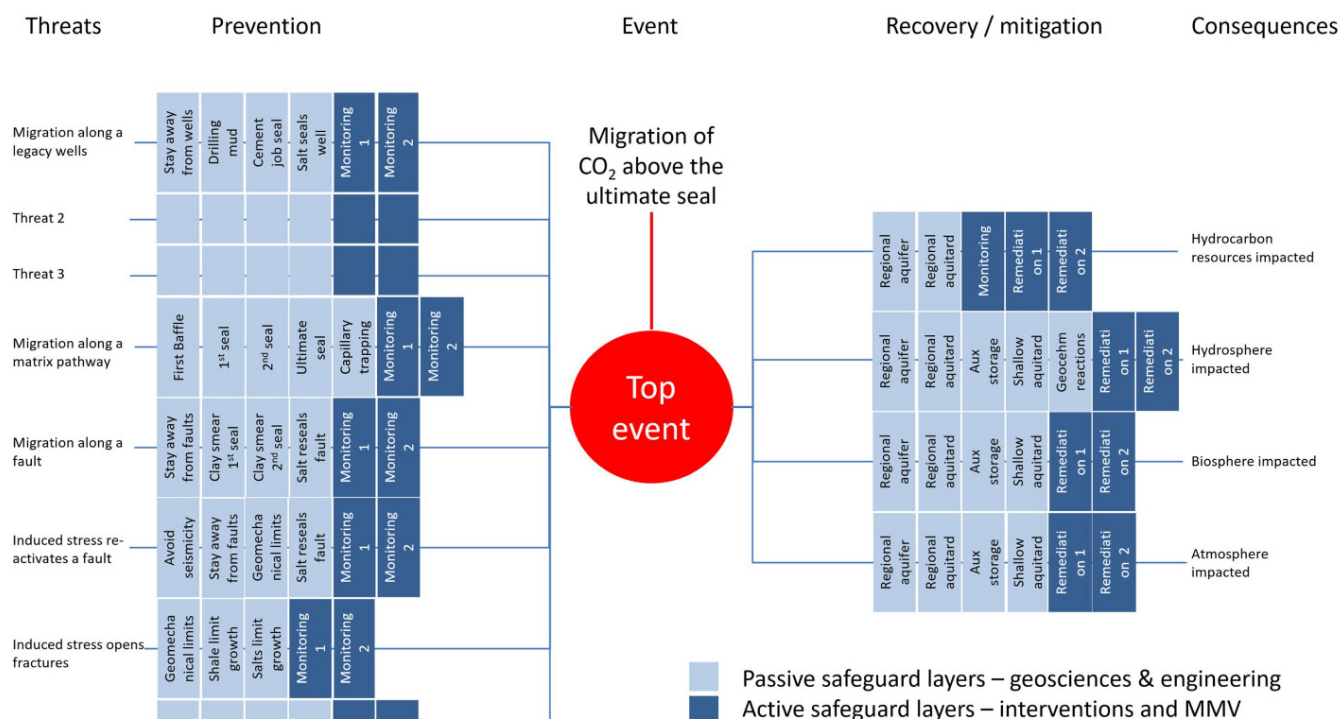 Threats
Prevention
Event
Recovery / mitigation
Consequences
Migration along a
legacy wells
Stay away
from wells
Drilling
mud
Cement
job seal
Salt seals
well
Monitoring
1
Monitoring
2
Threat 2
Threat 3
Migration along a
matrix pathway
First Baffle
1st seal
2nd seal
Ultimate
seal
Capillary
trapping
Monitoring
1
Monitoring
2
Migration along a
fault
Stay away
from faults
Clay smear
1st seal
Clay smear
2nd seal
Salt reseals
fault
Monitoring
1
Monitoring
2
Induced stress re-
activates a fault
Avoid
seismicity
Stay away
from faults
Geomecha
nical limits
Salt reseals
fault
Monitoring
1
Monitoring
2
Induced stress opens
fractures
Geomecha
nical limits
Shale limit
growth
Salts limit
growth
Monitoring
1
Monitoring
2
Migration of
CO2 above the
ultimate seal
Top
event
Regional
aquifer
Regional
aquitard
Monitoring
Remediati
on 1
Remediati
on 2
Hydrocarbon
resources impacted
Regional
aquifer
Regional
aquitard
Aux
storage
Shallow
aquitard
Geocehm
reactions
Remediati
on 1
Remediati
on 2
Hydrosphere
impacted
Regional
aquifer
Regional
aquitard
Aux
storage
Shallow
aquitard
Remediati
on 1
Remediati
on 2
Biosphere impacted
Regional
aquifer
Regional
aquitard
Aux
storage
Shallow
aquitard
Remediati
on 1
Remediati
on 2
Atmosphere
impacted
Passive safeguard layers – geosciences & engineering
Active safeguard layers – interventions and MMV